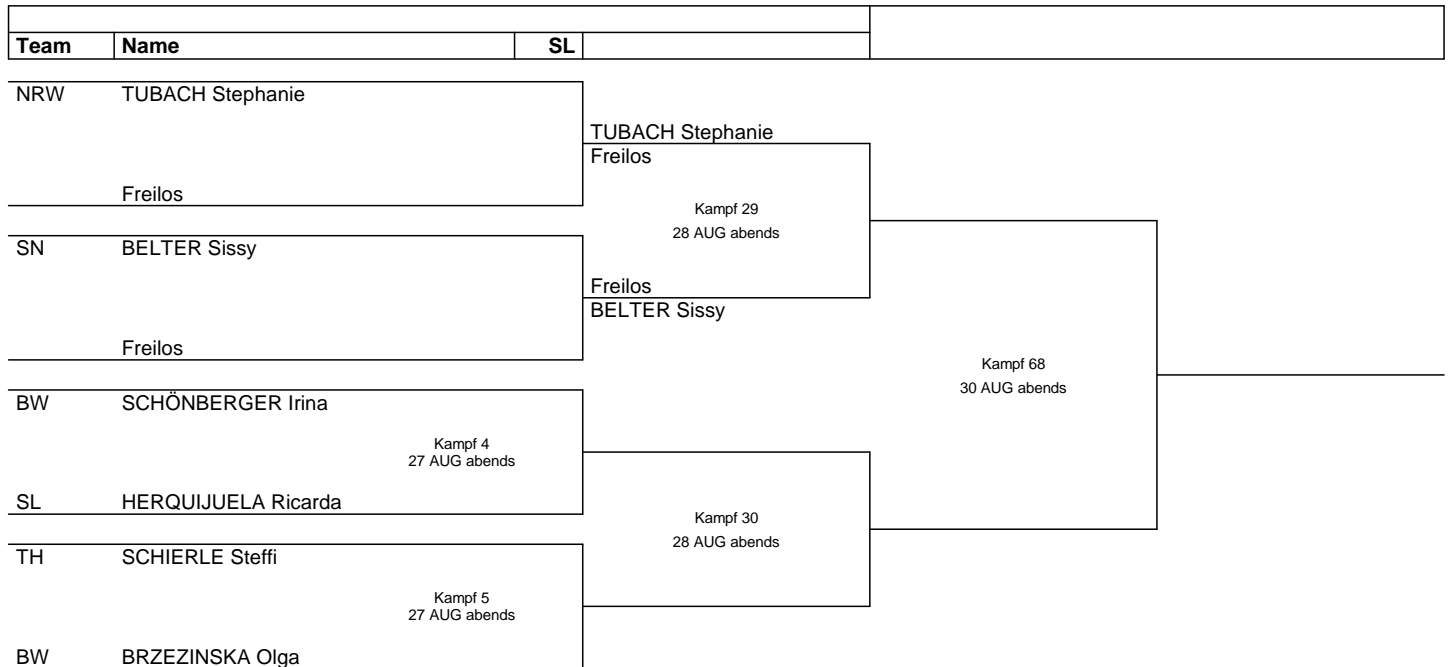 Team Name SL
NRW TUBACH Stephanie
TUBACH Stephanie
Freilos
Freilos
Kampf 29
28 AUG abends
SN BELTER Sissy
Freilos
BELTER Sissy
Freilos
Kampf 68
30 AUG abends
BW SCHÖNBERGER Irina
Kampf 4
27 AUG abends
SL HERQUIJUELA Ricarda
Kampf 30
28 AUG abends
TH SCHIERLE Steffi
Kampf 5
27 AUG abends
BW BRZEZINSKA Olga